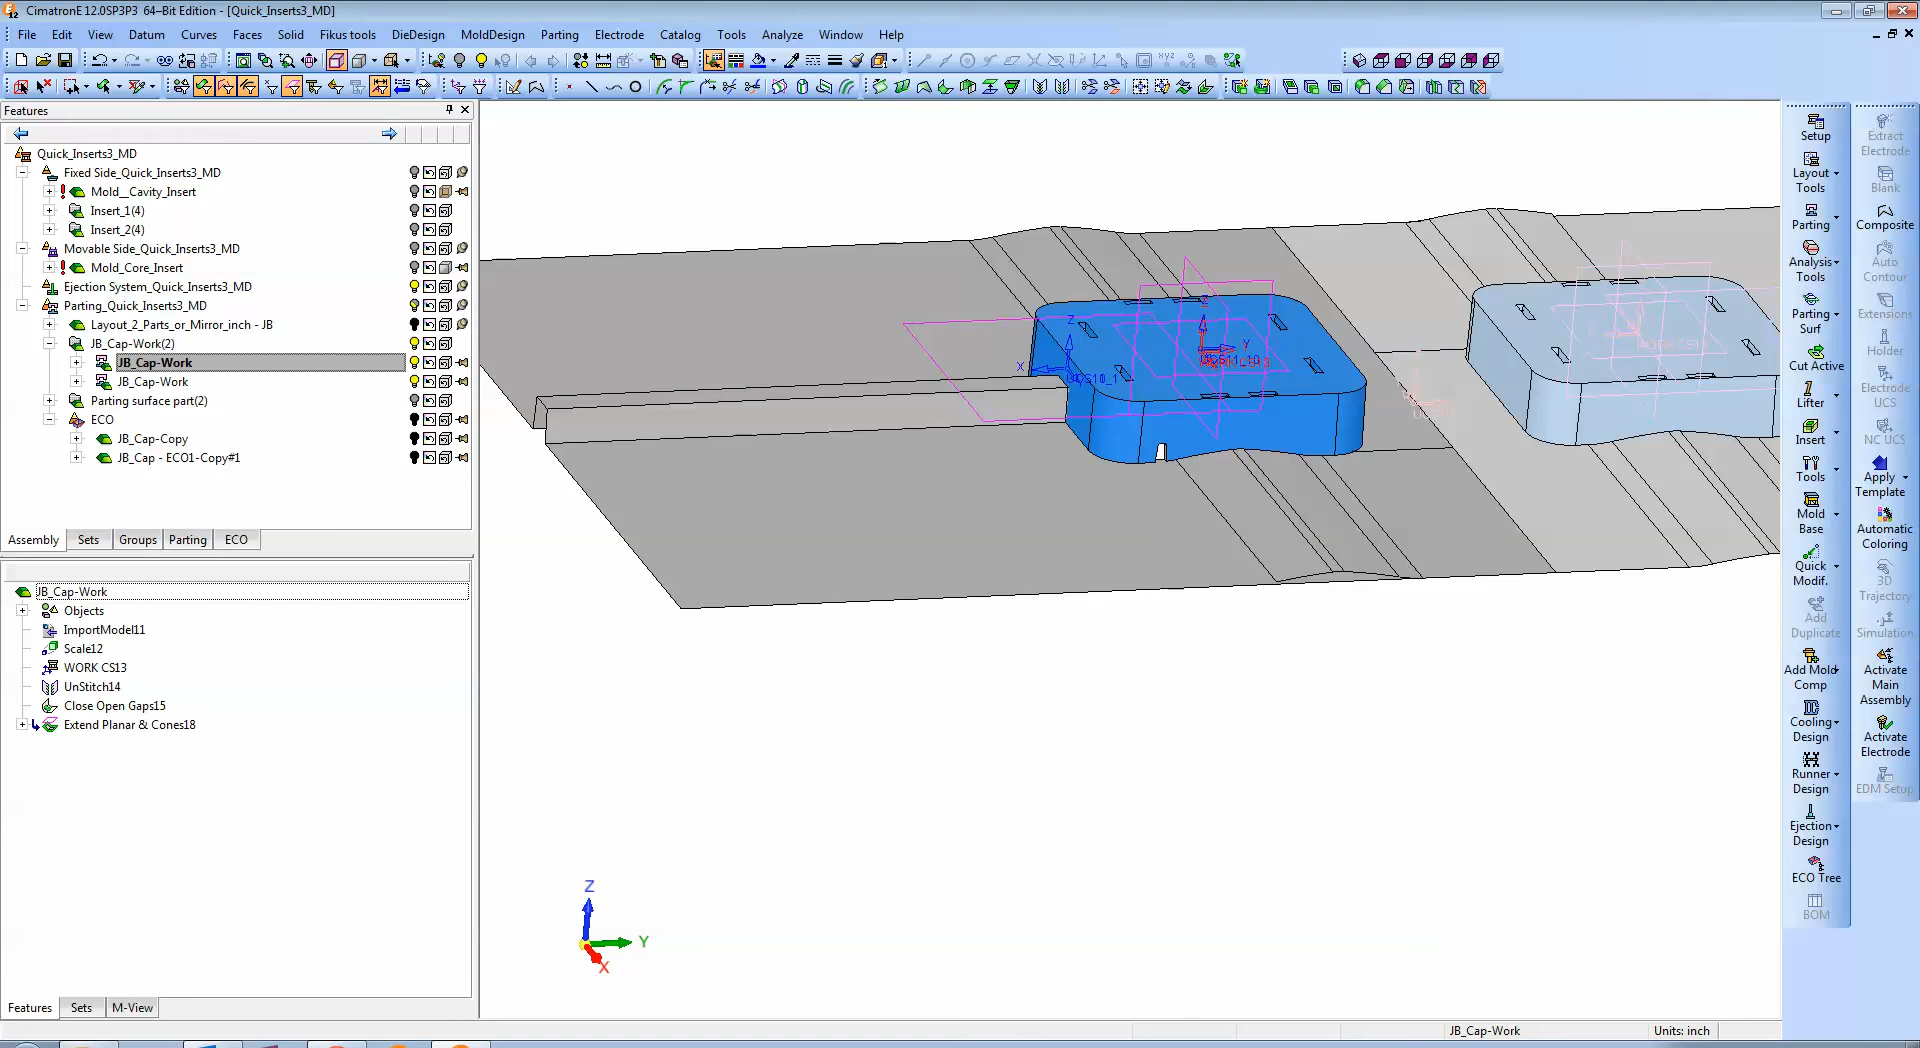 CimatronE 12.0SP3P3 64–Bit Edition - [Quick_Inserts3_MD]
File Edit View Datum Curves Faces Solid Fikus tools DieDesign MoldDesign Parting Electrode Catalog Tools Analyze Window Help
Features
Quick_Inserts3_MD
Fixed Side_Quick_Inserts3_MD
Mold__Cavity_Insert
Insert_1(4)
Insert_2(4)
Movable Side_Quick_Inserts3_MD
Mold_Core_Insert
Ejection System_Quick_Inserts3_MD
Parting_Quick_Inserts3_MD
Layout_2_Parts_or_Mirror_inch - JB
JB_Cap-Work(2)
JB_Cap-Work
JB_Cap-Work
Parting surface part(2)
ECO
JB_Cap-Copy
JB_Cap - ECO1-Copy#1
Assembly Sets Groups Parting ECO
JB_Cap-Work
Objects
ImportModel11
Scale12
WORK CS13
UnStitch14
Close Open Gaps15
Extend Planar & Cones18
Features Sets M-View
Z
X
UCS10_1
Z
Y
Z
Y
X
Setup
Layout
Tools
Parting
Analysis
Tools
Parting
Surf
Cut Active
Lifter
Insert
Tools
Mold
Base
Quick
Modif.
Add
Duplicate
Add Mold
Comp
Cooling
Design
Runner
Design
Ejection
Design
ECO Tree
BOM
Extract
Electrode
Blank
Composite
Auto
Contour
Extensions
Holder
Electrode
UCS
NC UCS
Apply
Template
Automatic
Coloring
3D
Trajectory
Simulation
Activate
Main
Assembly
Activate
Electrode
EDM Setup
JB_Cap-Work
Units: inch